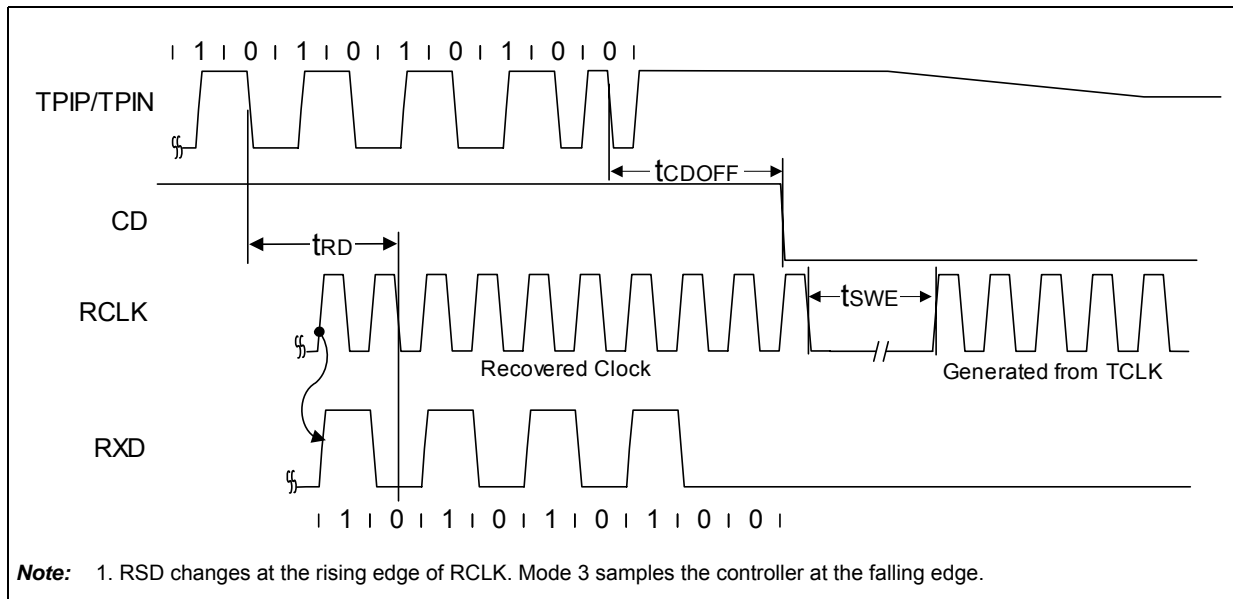 1 0 1 0 1 0 1 0 0
TPIP/TPIN
tCDOFF
CD
tRD
RCLK
tSWE
Recovered Clock
Generated from TCLK
RXD
1 0 1 0 1 0 1 0 0
Note: 1. RSD changes at the rising edge of RCLK. Mode 3 samples the controller at the falling edge.